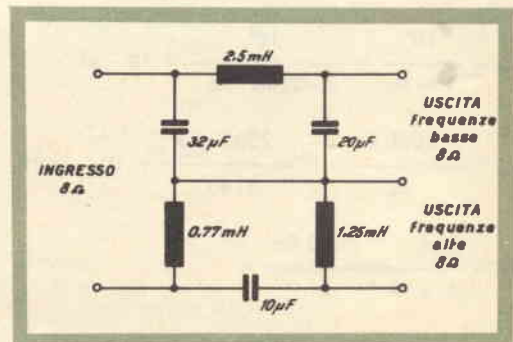 2.5mH
32µF
20µF
USCITA
frequenze
basse
8Ω
INGRESSO
8Ω
0.77mH
1.25mH
USCITA
frequenze
alte
8Ω
10µF